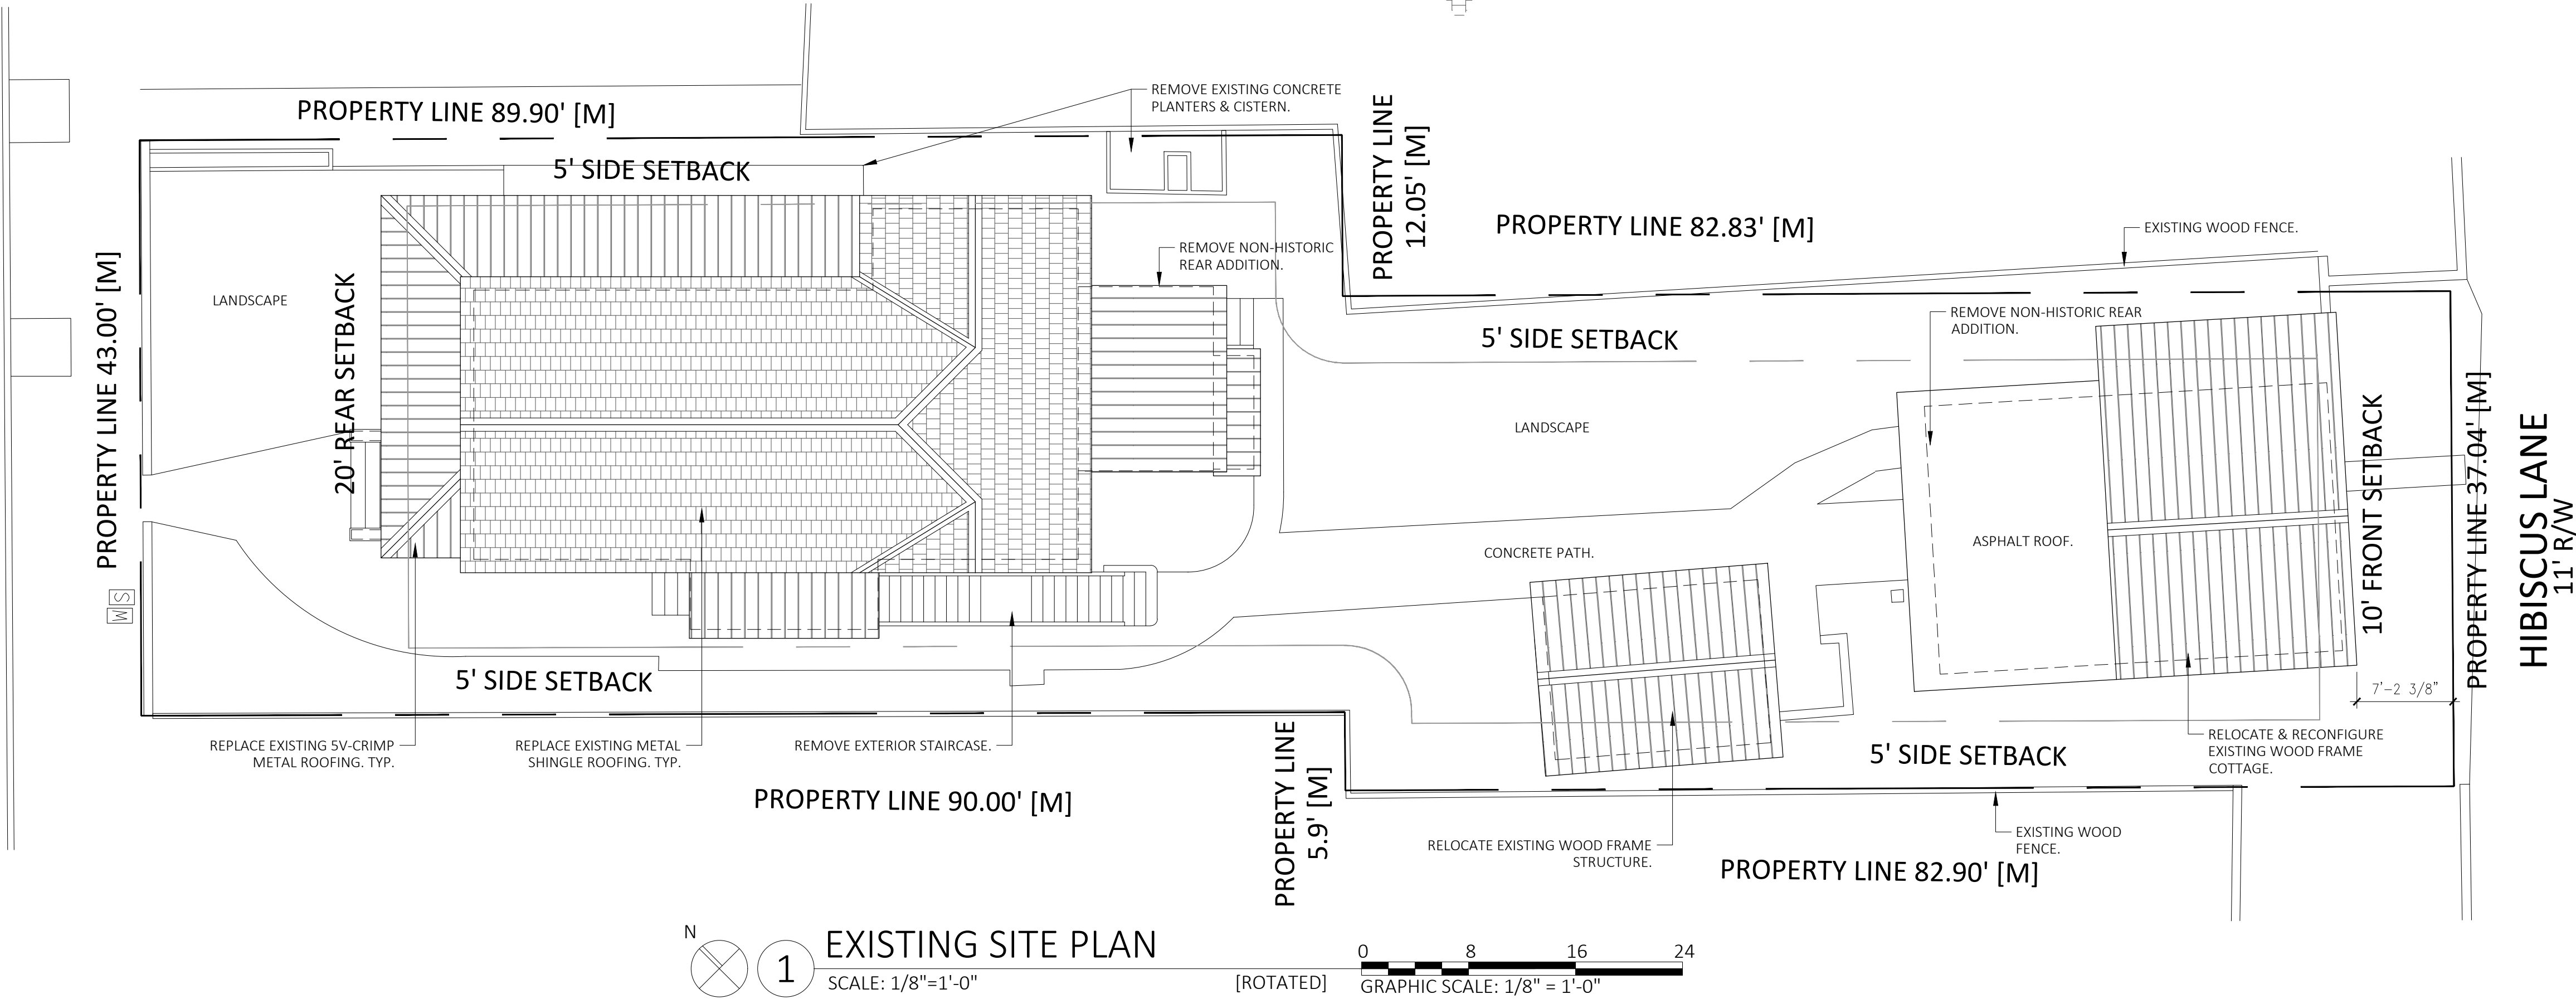 REMOVE EXISTING CONCRETE
PLANTERS & CISTERN.
PROPERTY LINE 89.90' [M]
5' SIDE SETBACK
PROPERTY LINE
12.05' [M]
PROPERTY LINE 82.83' [M]
EXISTING WOOD FENCE.
REMOVE NON-HISTORIC
REAR ADDITION.
PROPERTY LINE 43.00' [M]
LANDSCAPE
20' REAR SETBACK
REMOVE NON-HISTORIC REAR
ADDITION.
5' SIDE SETBACK
LANDSCAPE
CONCRETE PATH.
ASPHALT ROOF.
10' FRONT SETBACK
PROPERTY LINE 37.04' [M]
HIBISCUS LANE
11' R/W
S
W
5' SIDE SETBACK
7'-2 3/8"
REPLACE EXISTING 5V-CRIMP
METAL ROOFING. TYP.
REPLACE EXISTING METAL
SHINGLE ROOFING. TYP.
REMOVE EXTERIOR STAIRCASE.
5' SIDE SETBACK
RELOCATE & RECONFIGURE
EXISTING WOOD FRAME
COTTAGE.
PROPERTY LINE 90.00' [M]
PROPERTY LINE
5.9' [M]
RELOCATE EXISTING WOOD FRAME
STRUCTURE.
EXISTING WOOD
FENCE.
PROPERTY LINE 82.90' [M]
N
1
EXISTING SITE PLAN
SCALE: 1/8"=1'-0"
[ROTATED]
0 8 16 24
GRAPHIC SCALE: 1/8" = 1'-0"